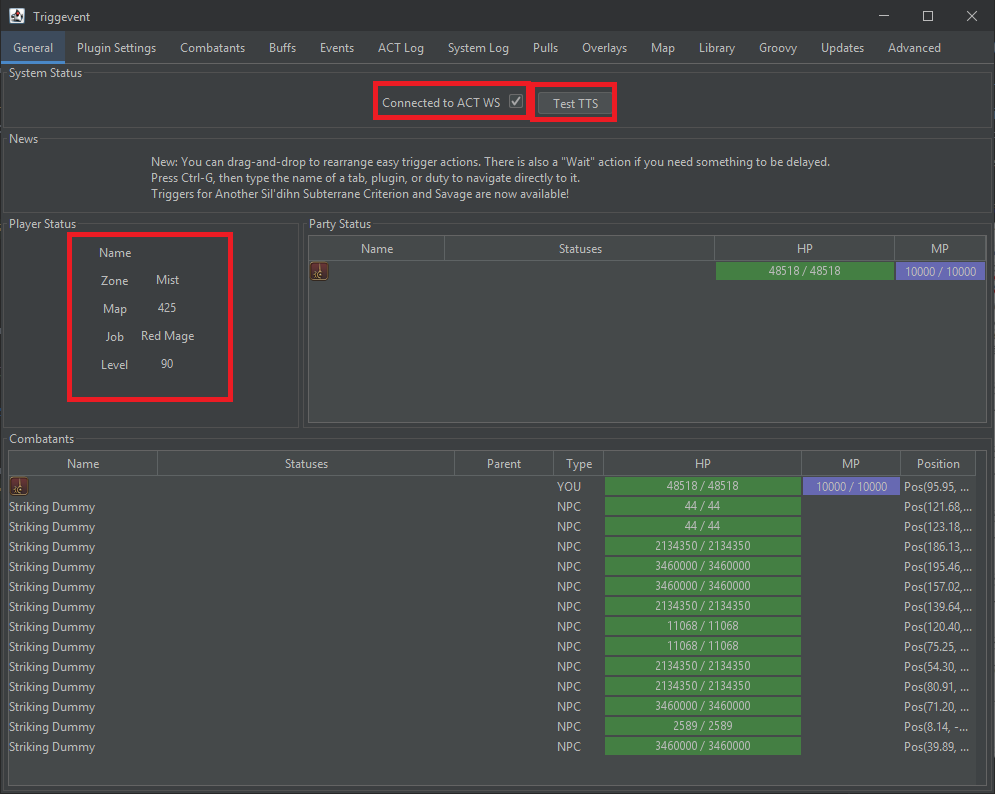 Triggevent
General Plugin Settings Combatants Buffs Events ACT Log System Log Pulls Overlays Map Library Groovy Updates Advanced
System Status
Connected to ACT WS Test TTS
News
New: You can drag-and-drop to rearrange easy trigger actions. There is also a "Wait" action if you need something to be delayed.
Press Ctrl-G, then type the name of a tab, plugin, or duty to navigate directly to it.
Triggers for Another Sil'dihn Subterrane Criterion and Savage are now available!
Player Status
Name
Zone Mist
Map 425
Job Red Mage
Level 90
Party Status
Name Statuses HP MP
48518 / 48518 10000 / 10000
Combatants
Name Statuses Parent Type HP MP Position
YOU 48518 / 48518 10000 / 10000 Pos(95.95, ...
Striking Dummy NPC 44 / 44 Pos(121.68,...
Striking Dummy NPC 44 / 44 Pos(123.18,...
Striking Dummy NPC 2134350 / 2134350 Pos(186.13,...
Striking Dummy NPC 3460000 / 3460000 Pos(195.46,...
Striking Dummy NPC 3460000 / 3460000 Pos(157.02,...
Striking Dummy NPC 2134350 / 2134350 Pos(139.64,...
Striking Dummy NPC 11068 / 11068 Pos(120.40,...
Striking Dummy NPC 11068 / 11068 Pos(75.25, ...
Striking Dummy NPC 2134350 / 2134350 Pos(54.30, ...
Striking Dummy NPC 2134350 / 2134350 Pos(80.91, ...
Striking Dummy NPC 3460000 / 3460000 Pos(71.20, ...
Striking Dummy NPC 2589 / 2589 Pos(8.14, -...
Striking Dummy NPC 3460000 / 3460000 Pos(39.89, ...